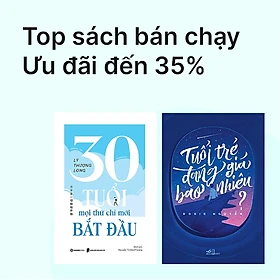 Top sách bán chạy
Ưu đãi đến 35%
LÝ THƯỢNG LONG
30
TUỔI
mọi thứ chỉ mới
BẮT ĐẦU
Tuổi trẻ
đáng giá
bao nhiêu
?
ROSIE NGUYỄN